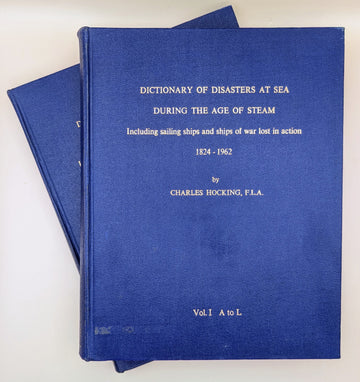 DICTIONARY OF DISASTERS AT SEA
DURING THE AGE OF STEAM
Including sailing ships and ships of war lost in action
1824 - 1962
by
CHARLES HOCKING, F.L.A.
Vol. I A to L